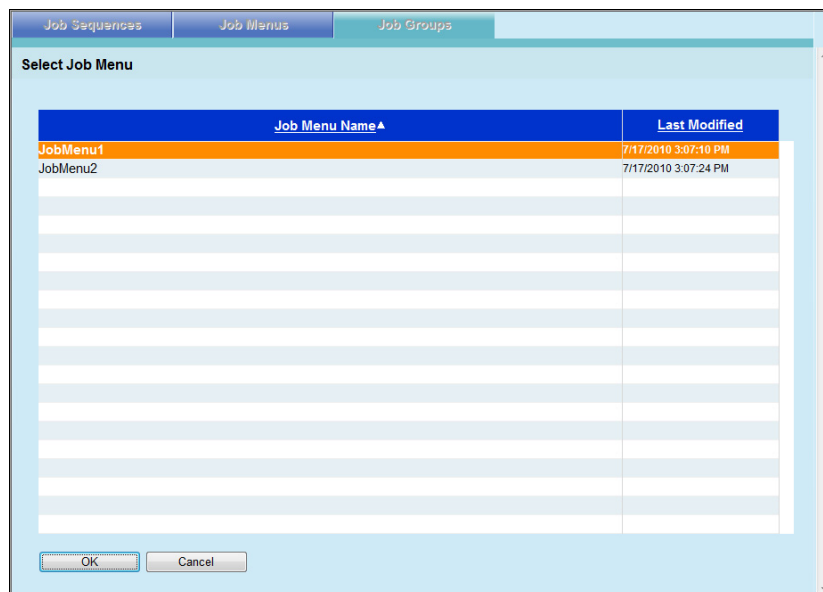 Job Sequences Job Menus Job Groups
Select Job Menu
Job Menu Name▲ Last Modified
JobMenu1 7/17/2010 3:07:10 PM
JobMenu2 7/17/2010 3:07:24 PM
OK Cancel